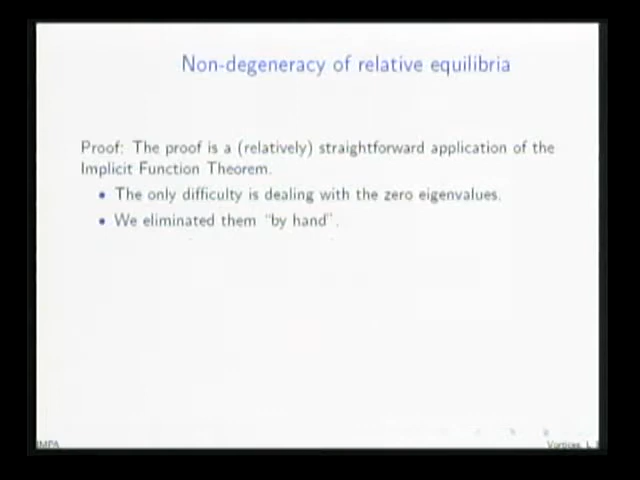 Non-degeneracy of relative equilibria
Proof: The proof is a (relatively) straightforward application of the
Implicit Function Theorem.
• The only difficulty is dealing with the zero eigenvalues.
• We eliminated them "by hand".
IMPA
Vortices, L